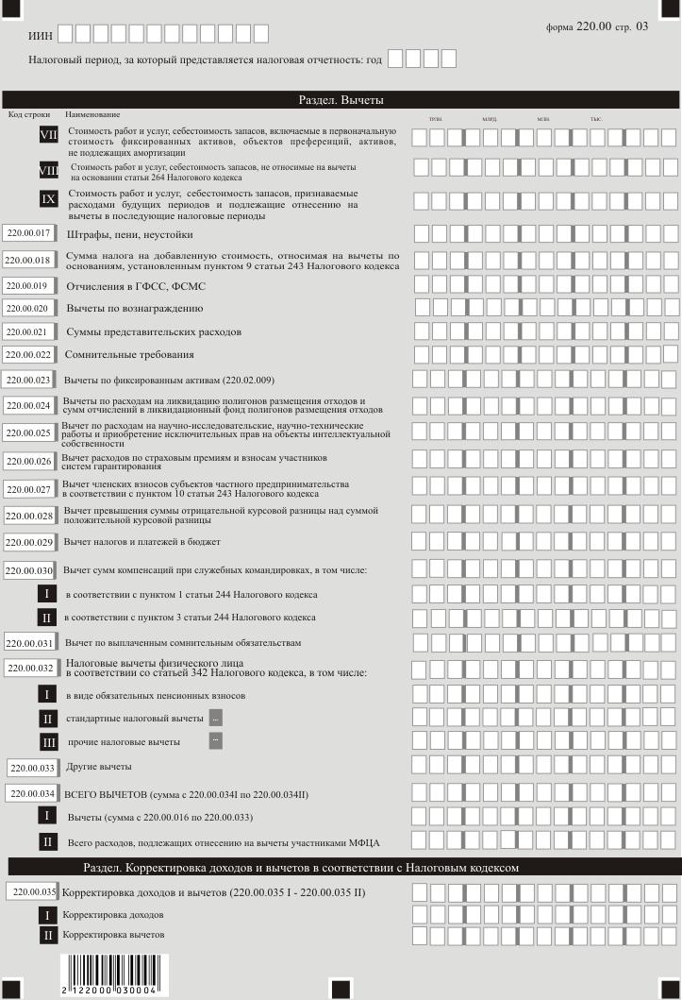 форма 220.00 стр. 03
ИИН
Налоговый период, за который представляется налоговая отчетность: год
Раздел. Вычеты
Код строки Наименование
ТРЛН. МЛРД. МЛН. ТЫС.
VII Стоимость работ и услуг, себестоимость запасов, включаемые в первоначальную
стоимость фиксированных активов, объектов преференций, активов,
не подлежащих амортизации
VIII Стоимость работ и услуг, себестоимость запасов, не относимые на вычеты
на основании статьи 264 Налогового кодекса
IX Стоимость работ и услуг, себестоимость запасов, признаваемые
расходами будущих периодов и подлежащие отнесению на
вычеты в последующие налоговые периоды
220.00.017 Штрафы, пени, неустойки
220.00.018 Сумма налога на добавленную стоимость, относимая на вычеты по
основаниям, установленным пунктом 9 статьи 243 Налогового кодекса
220.00.019 Отчисления в ГФСС, ФСМС
220.00.020 Вычеты по вознаграждению
220.00.021 Суммы представительских расходов
220.00.022 Сомнительные требования
220.00.023 Вычеты по фиксированным активам (220.02.009)
220.00.024 Вычеты по расходам на ликвидацию полигонов размещения отходов и
сумм отчислений в ликвидационный фонд полигонов размещения отходов
220.00.025 Вычет по расходам на научно-исследовательские, научно-технические
работы и приобретение исключительных прав на объекты интеллектуальной
собственности
220.00.026 Вычет расходов по страховым премиям и взносам участников
систем гарантирования
220.00.027 Вычет членских взносов субъектов частного предпринимательства
в соответствии с пунктом 10 статьи 243 Налогового кодекса
220.00.028 Вычет превышения суммы отрицательной курсовой разницы над суммой
положительной курсовой разницы
220.00.029 Вычет налогов и платежей в бюджет
220.00.030 Вычет сумм компенсаций при служебных командировках, в том числе:
I в соответствии с пунктом 1 статьи 244 Налогового кодекса
II в соответствии с пунктом 3 статьи 244 Налогового кодекса
220.00.031 Вычет по выплаченным сомнительным обязательствам
220.00.032 Налоговые вычеты физического лица
в соответствии со статьей 342 Налогового кодекса, в том числе:
I в виде обязательных пенсионных взносов
II стандартные налоговый вычеты ...
III прочие налоговые вычеты ...
220.00.033 Другие вычеты
220.00.034 ВСЕГО ВЫЧЕТОВ (сумма с 220.00.034I по 220.00.034II)
I Вычеты (сумма с 220.00.016 по 220.00.033)
II Всего расходов, подлежащих отнесению на вычеты участниками МФЦА
Раздел. Корректировка доходов и вычетов в соответствии с Налоговым кодексом
220.00.035 Корректировка доходов и вычетов (220.00.035 I - 220.00.035 II)
I Корректировка доходов
II Корректировка вычетов
2 122000 030004